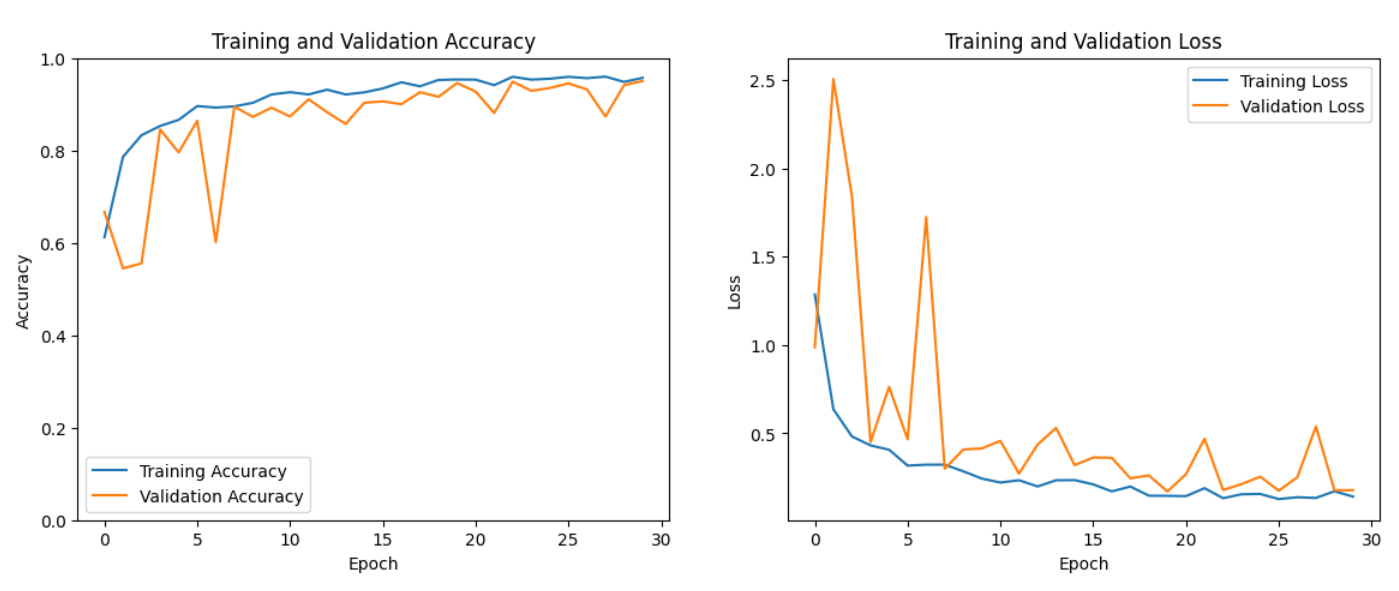 Training and Validation Accuracy
1.0
0.8
0.6
0.4
0.2
0.0
Accuracy
Training Accuracy
Validation Accuracy
0 5 10 15 20 25 30
Epoch
Training and Validation Loss
2.5
2.0
1.5
1.0
0.5
Loss
Training Loss
Validation Loss
0 5 10 15 20 25 30
Epoch